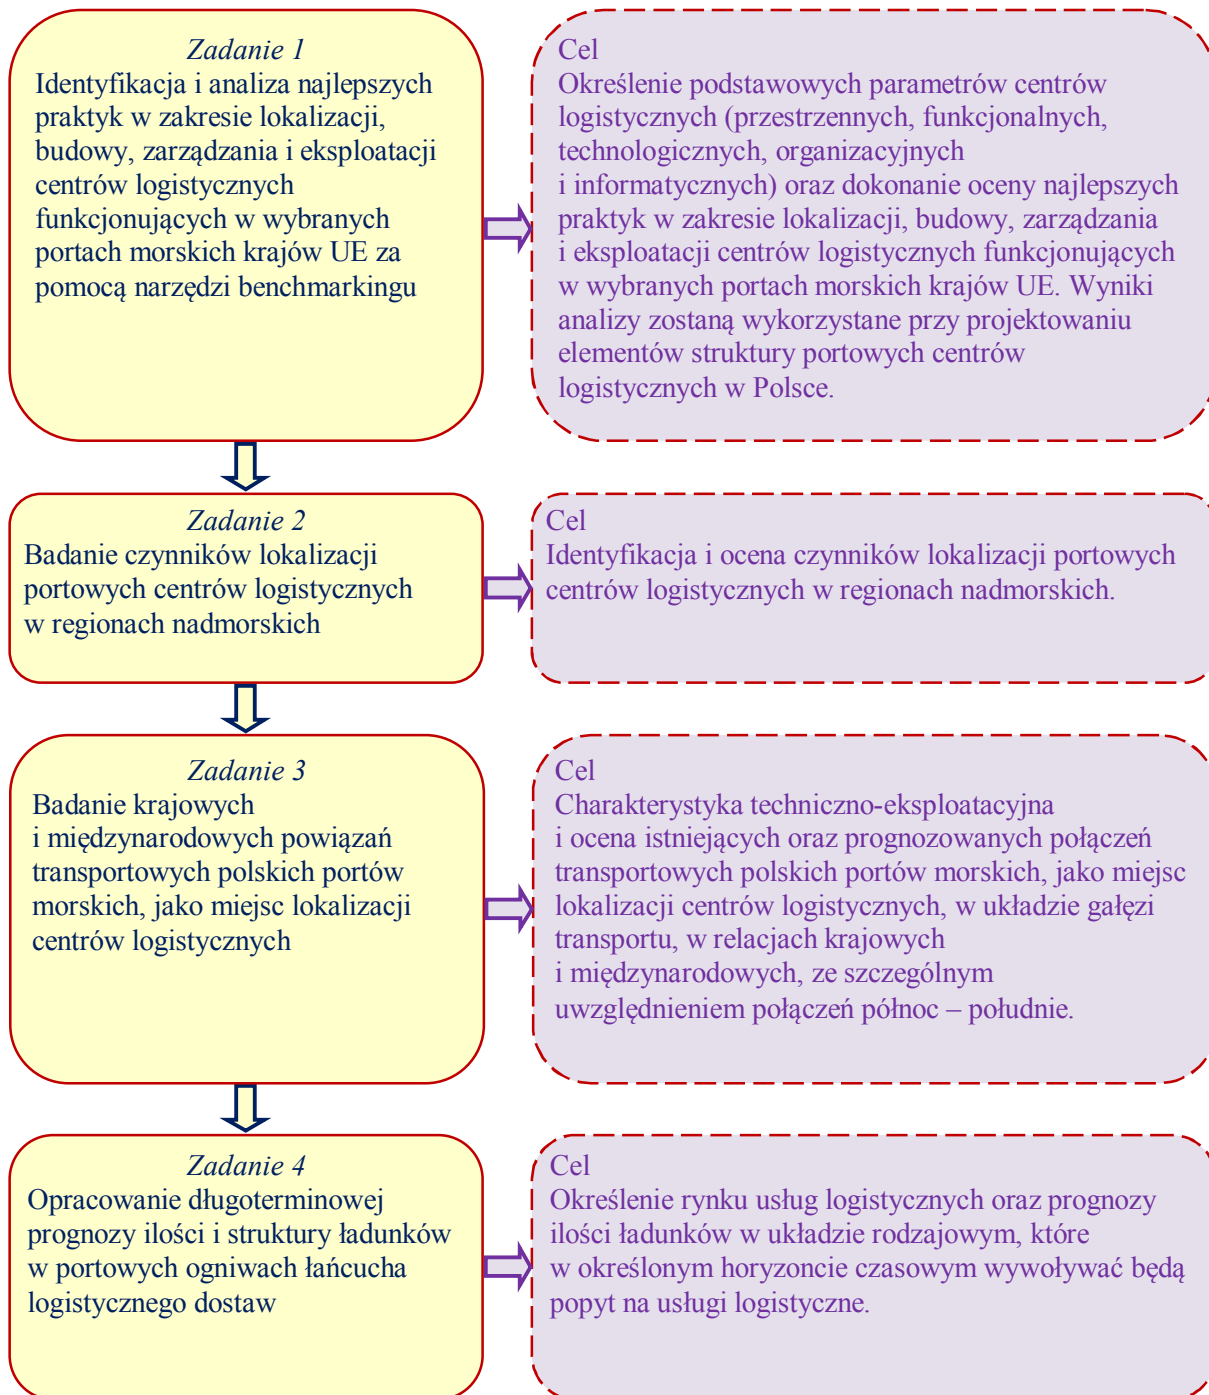 Zadanie 1
Identyfikacja i analiza najlepszych
praktyk w zakresie lokalizacji,
budowy, zarządzania i eksploatacji
centrów logistycznych
funkcjonujących w wybranych
portach morskich krajów UE za
pomocą narzędzi benchmarkingu
Cel
Określenie podstawowych parametrów centrów
logistycznych (przestrzennych, funkcjonalnych,
technologicznych, organizacyjnych
i informatycznych) oraz dokonanie oceny najlepszych
praktyk w zakresie lokalizacji, budowy, zarządzania
i eksploatacji centrów logistycznych funkcjonujących
w wybranych portach morskich krajów UE. Wyniki
analizy zostaną wykorzystane przy projektowaniu
elementów struktury portowych centrów
logistycznych w Polsce.
Zadanie 2
Badanie czynników lokalizacji
portowych centrów logistycznych
w regionach nadmorskich
Cel
Identyfikacja i ocena czynników lokalizacji portowych
centrów logistycznych w regionach nadmorskich.
Zadanie 3
Badanie krajowych
i międzynarodowych powiązań
transportowych polskich portów
morskich, jako miejsc lokalizacji
centrów logistycznych
Cel
Charakterystyka techniczno-eksploatacyjna
i ocena istniejących oraz prognozowanych połączeń
transportowych polskich portów morskich, jako miejsc
lokalizacji centrów logistycznych, w układzie gałęzi
transportu, w relacjach krajowych
i międzynarodowych, ze szczególnym
uwzględnieniem połączeń północ – południe.
Zadanie 4
Opracowanie długoterminowej
prognozy ilości i struktury ładunków
w portowych ogniwach łańcucha
logistycznego dostaw
Cel
Określenie rynku usług logistycznych oraz prognozy
ilości ładunków w układzie rodzajowym, które
w określonym horyzoncie czasowym wywoływać będą
popyt na usługi logistyczne.